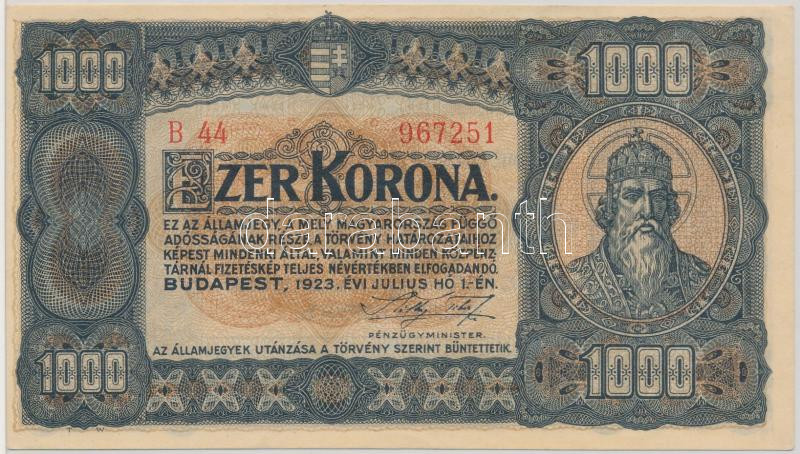 1000 1000
B 44 967251
EZER KORONA.
EZ AZ ÁLLAMJEGY, A MELY MAGYARORSZÁG FÜGGŐ
ADÓSSÁGÁNAK RÉSZE, A TÖRVÉNY HATÁROZATAIHOZ
KÉPEST MINDENKI ÁLTAL, VALAMINT MINDEN KÖZPÉNZ-
TÁRNÁL FIZETÉSKÉP TELJES NÉVÉRTÉKBEN ELFOGADANDÓ.
BUDAPEST, 1923. ÉVI JULIUS HÓ 1.-ÉN.
PÉNZÜGYMINISTER.
AZ ÁLLAMJEGYEK UTÁNZÁSA A TÖRVÉNY SZERINT BÜNTETTETIK.
1000 1000
darabanth